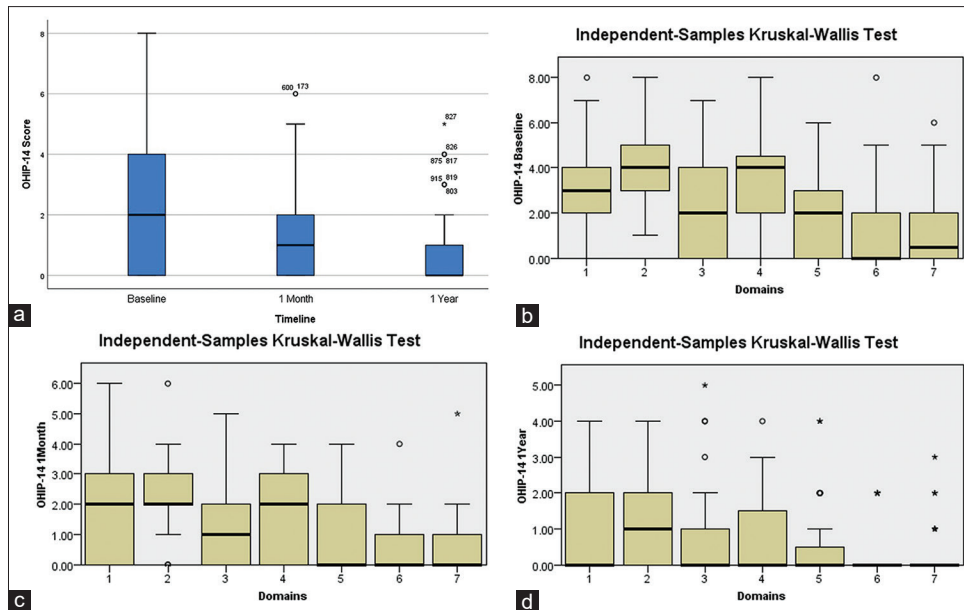 8
6
4
2
0
OHIP-14 Score
600 173
827
826
875 817
915 819
803
Baseline
1 Month
1 Year
Timeline
a
Independent-Samples Kruskal-Wallis Test
8.00
6.00
4.00
2.00
0.00
OHIP-14 Baseline
1 2 3 4 5 6 7
Domains
b
Independent-Samples Kruskal-Wallis Test
6.00
5.00
4.00
3.00
2.00
1.00
0.00
OHIP-14 1Month
1 2 3 4 5 6 7
Domains
c
Independent-Samples Kruskal-Wallis Test
5.00
4.00
3.00
2.00
1.00
0.00
OHIP-14 1Year
1 2 3 4 5 6 7
Domains
d